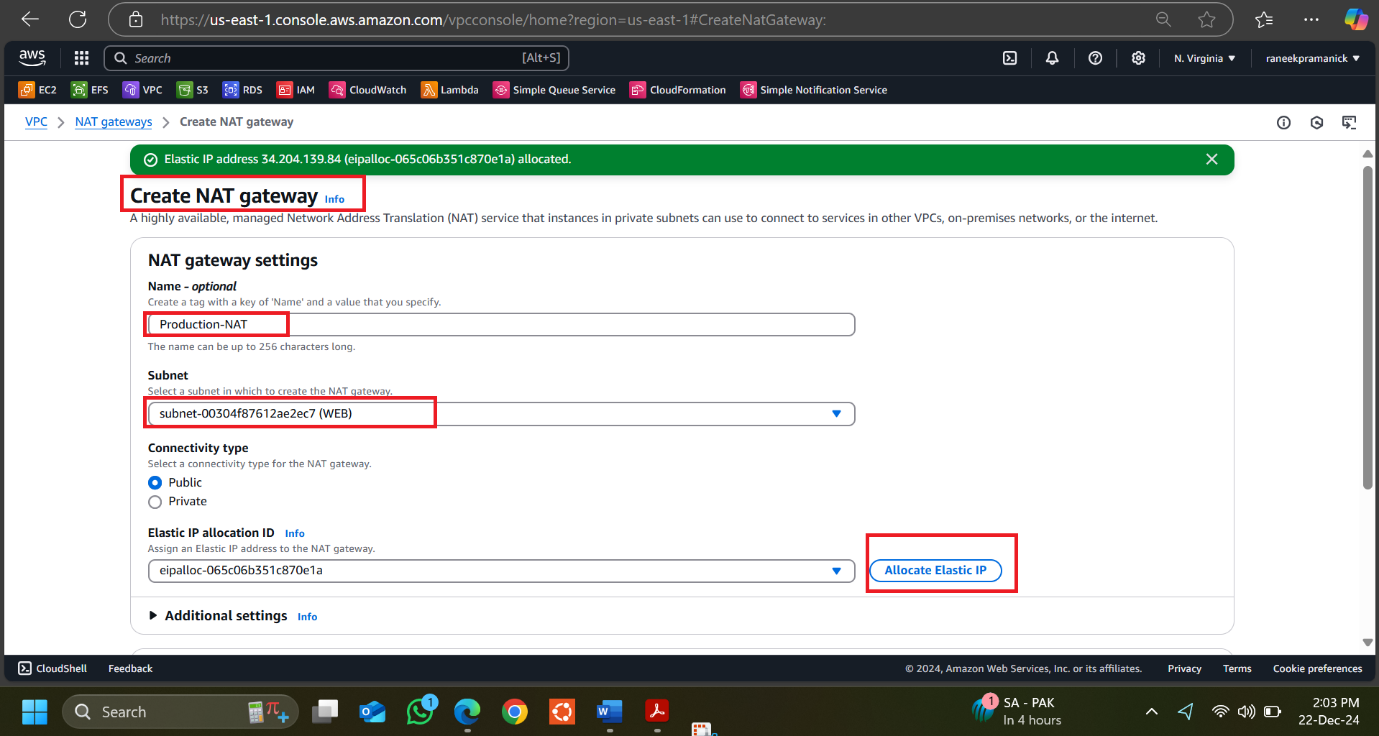 https://us-east-1.console.aws.amazon.com/vpcconsole/home?region=us-east-1#CreateNatGateway:
aws Search [Alt+S] N. Virginia raneekpramanick
EC2 EFS VPC S3 RDS IAM CloudWatch Lambda Simple Queue Service CloudFormation Simple Notification Service
VPC NAT gateways Create NAT gateway
Elastic IP address 34.204.139.84 (eipalloc-065c06b351c870e1a) allocated.
Create NAT gateway Info
A highly available, managed Network Address Translation (NAT) service that instances in private subnets can use to connect to services in other VPCs, on-premises networks, or the internet.
NAT gateway settings
Name - optional
Create a tag with a key of 'Name' and a value that you specify.
Production-NAT
The name can be up to 256 characters long.
Subnet
Select a subnet in which to create the NAT gateway.
subnet-00304f87612ae2ec7 (WEB)
Connectivity type
Select a connectivity type for the NAT gateway.
Public
Private
Elastic IP allocation ID Info
Assign an Elastic IP address to the NAT gateway.
eipalloc-065c06b351c870e1a Allocate Elastic IP
Additional settings Info
CloudShell Feedback © 2024, Amazon Web Services, Inc. or its affiliates. Privacy Terms Cookie preferences
Search 1 1 SA - PAK 2:03 PM
In 4 hours 22-Dec-24